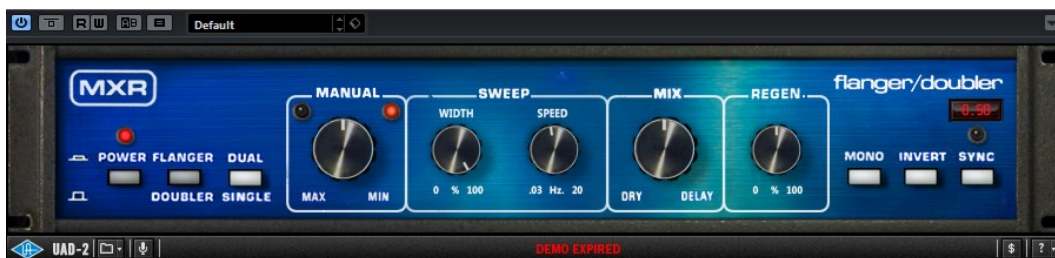 R W A B Default
MXR flanger/doubler
MANUAL SWEEP MIX REGEN.
WIDTH SPEED
0.50
POWER FLANGER DUAL
MONO INVERT SYNC
0 % 100 .03 Hz. 20 0 % 100
DOUBLER SINGLE MAX MIN DRY DELAY
UAD-2 DEMO EXPIRED $ ?